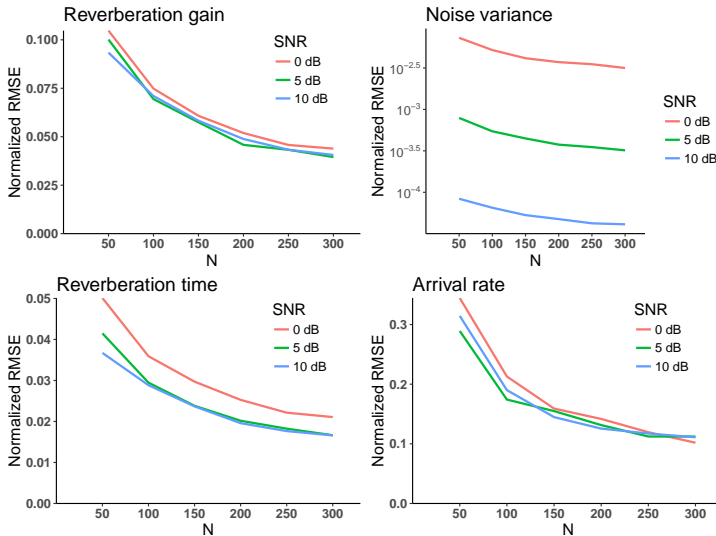 Reverberation gain
Normalized RMSE
0.100
0.075
0.050
0.025
0.000
SNR
0 dB
5 dB
10 dB
50 100 150 200 250 300
N
Noise variance
Normalized RMSE
10^−2.5
10^−3
10^−3.5
10^−4
SNR
0 dB
5 dB
10 dB
50 100 150 200 250 300
N
Reverberation time
Normalized RMSE
0.05
0.04
0.03
0.02
0.01
0.00
SNR
0 dB
5 dB
10 dB
50 100 150 200 250 300
N
Arrival rate
Normalized RMSE
0.3
0.2
0.1
0.0
SNR
0 dB
5 dB
10 dB
50 100 150 200 250 300
N